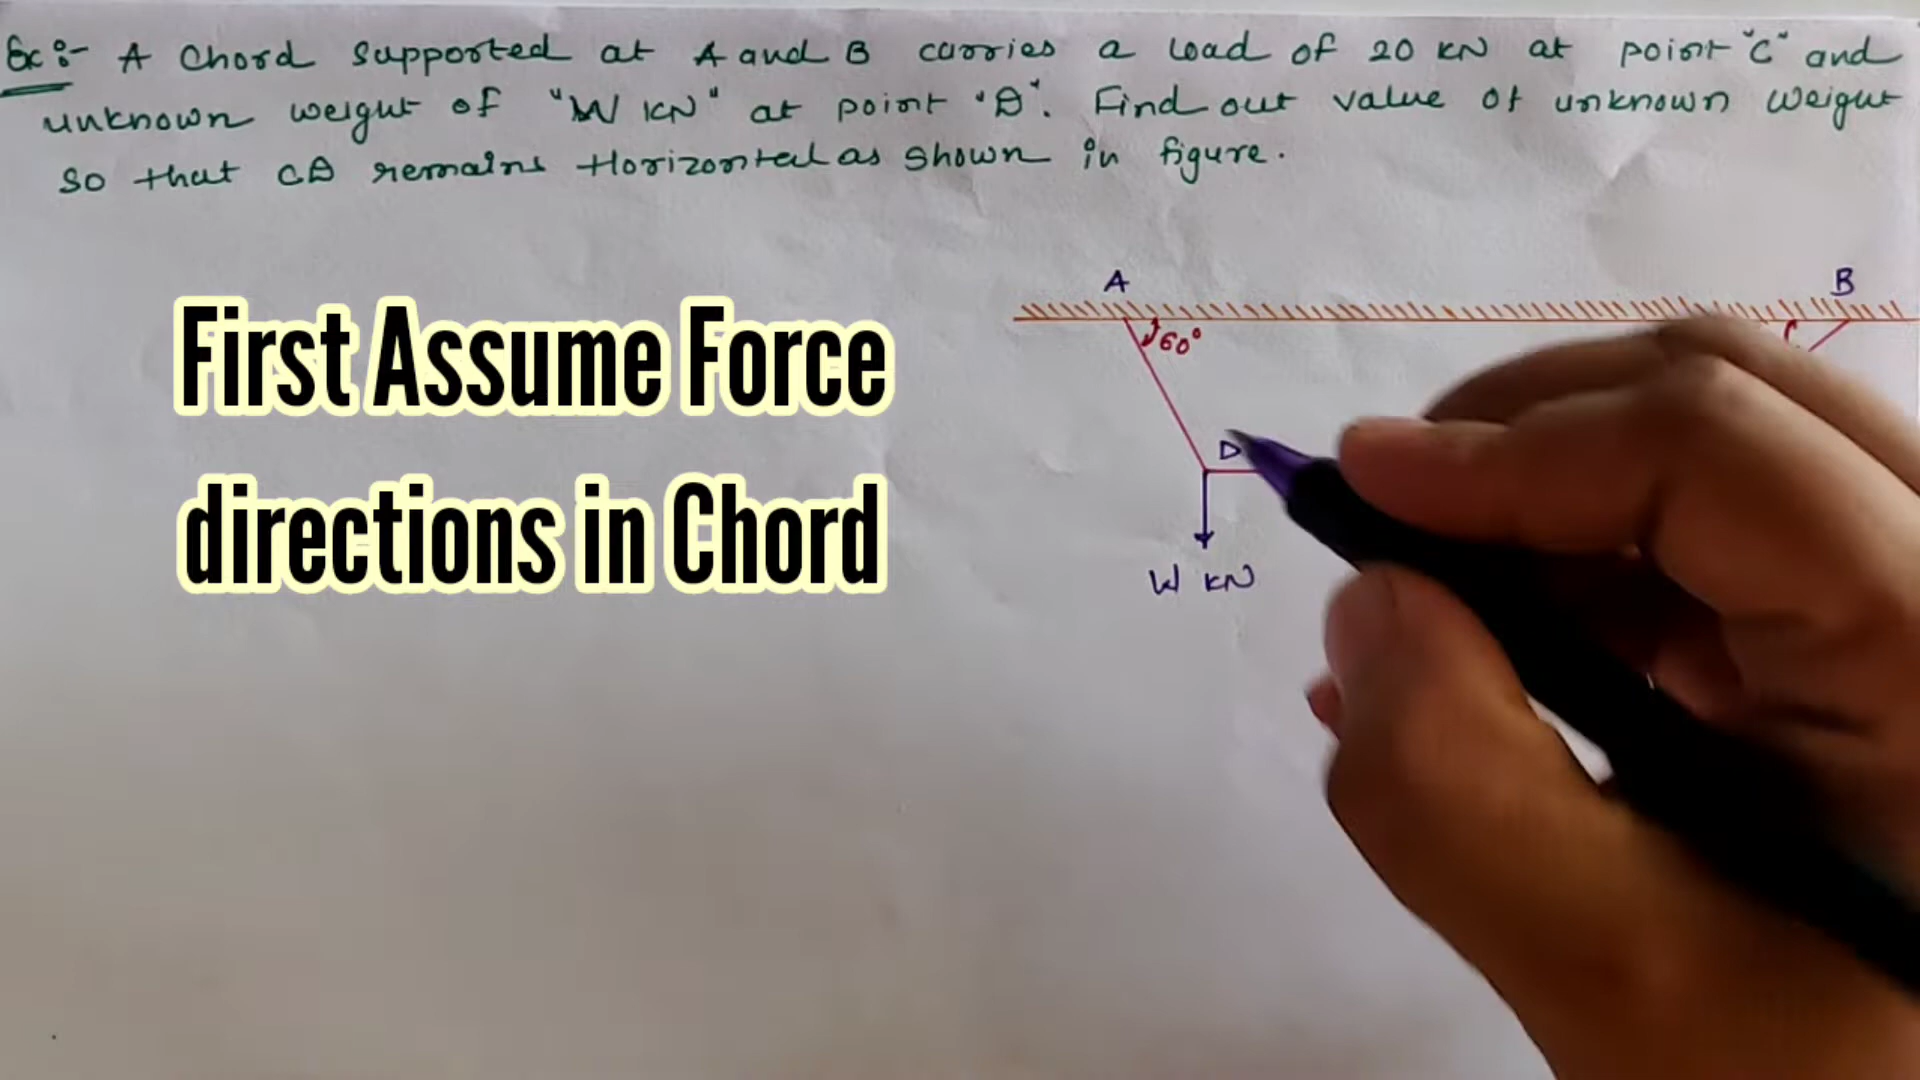 Ex:- A Chord supported at A and B carries a load of 20 KN at point "C" and
unknown weight of "W KN" at point "D". Find out value of unknown weight
so that CD remains Horizontal as shown in figure.
First Assume Force
directions in Chord
A
B
60°
D
W KN